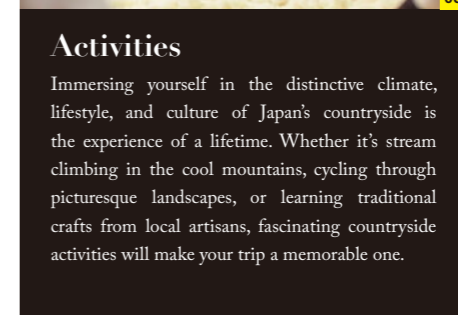 Activities
Immersing yourself in the distinctive climate,
lifestyle, and culture of Japan's countryside is
the experience of a lifetime. Whether it's stream
climbing in the cool mountains, cycling through
picturesque landscapes, or learning traditional
crafts from local artisans, fascinating countryside
activities will make your trip a memorable one.